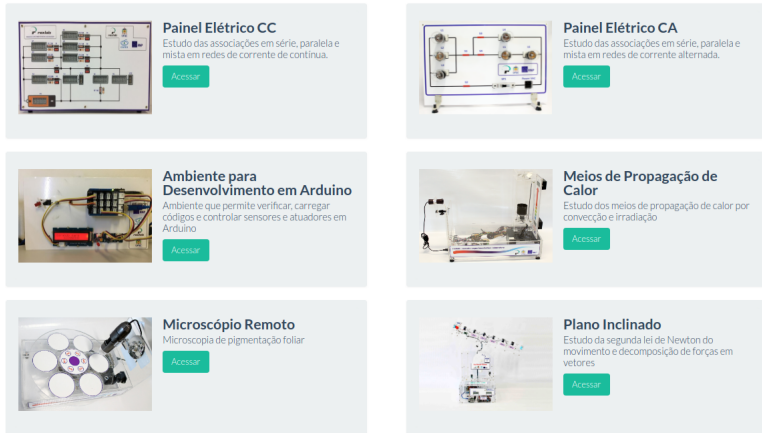 Painel Elétrico CC
Estudo das associações em série, paralela e
mista em redes de corrente de contínua.
Acessar
Painel Elétrico CA
Estudo das associações em série, paralela e
mista em redes de corrente alternada.
Acessar
Ambiente para
Desenvolvimento em Arduino
Ambiente que permite verificar, carregar
códigos e controlar sensores e atuadores em
Arduino
Acessar
Meios de Propagação de
Calor
Estudo dos meios de propagação de calor por
convecção e irradiação
Acessar
Microscópio Remoto
Microscopia de pigmentação foliar
Acessar
Plano Inclinado
Estudo da segunda lei de Newton do
movimento e decomposição de forças em
vetores
Acessar